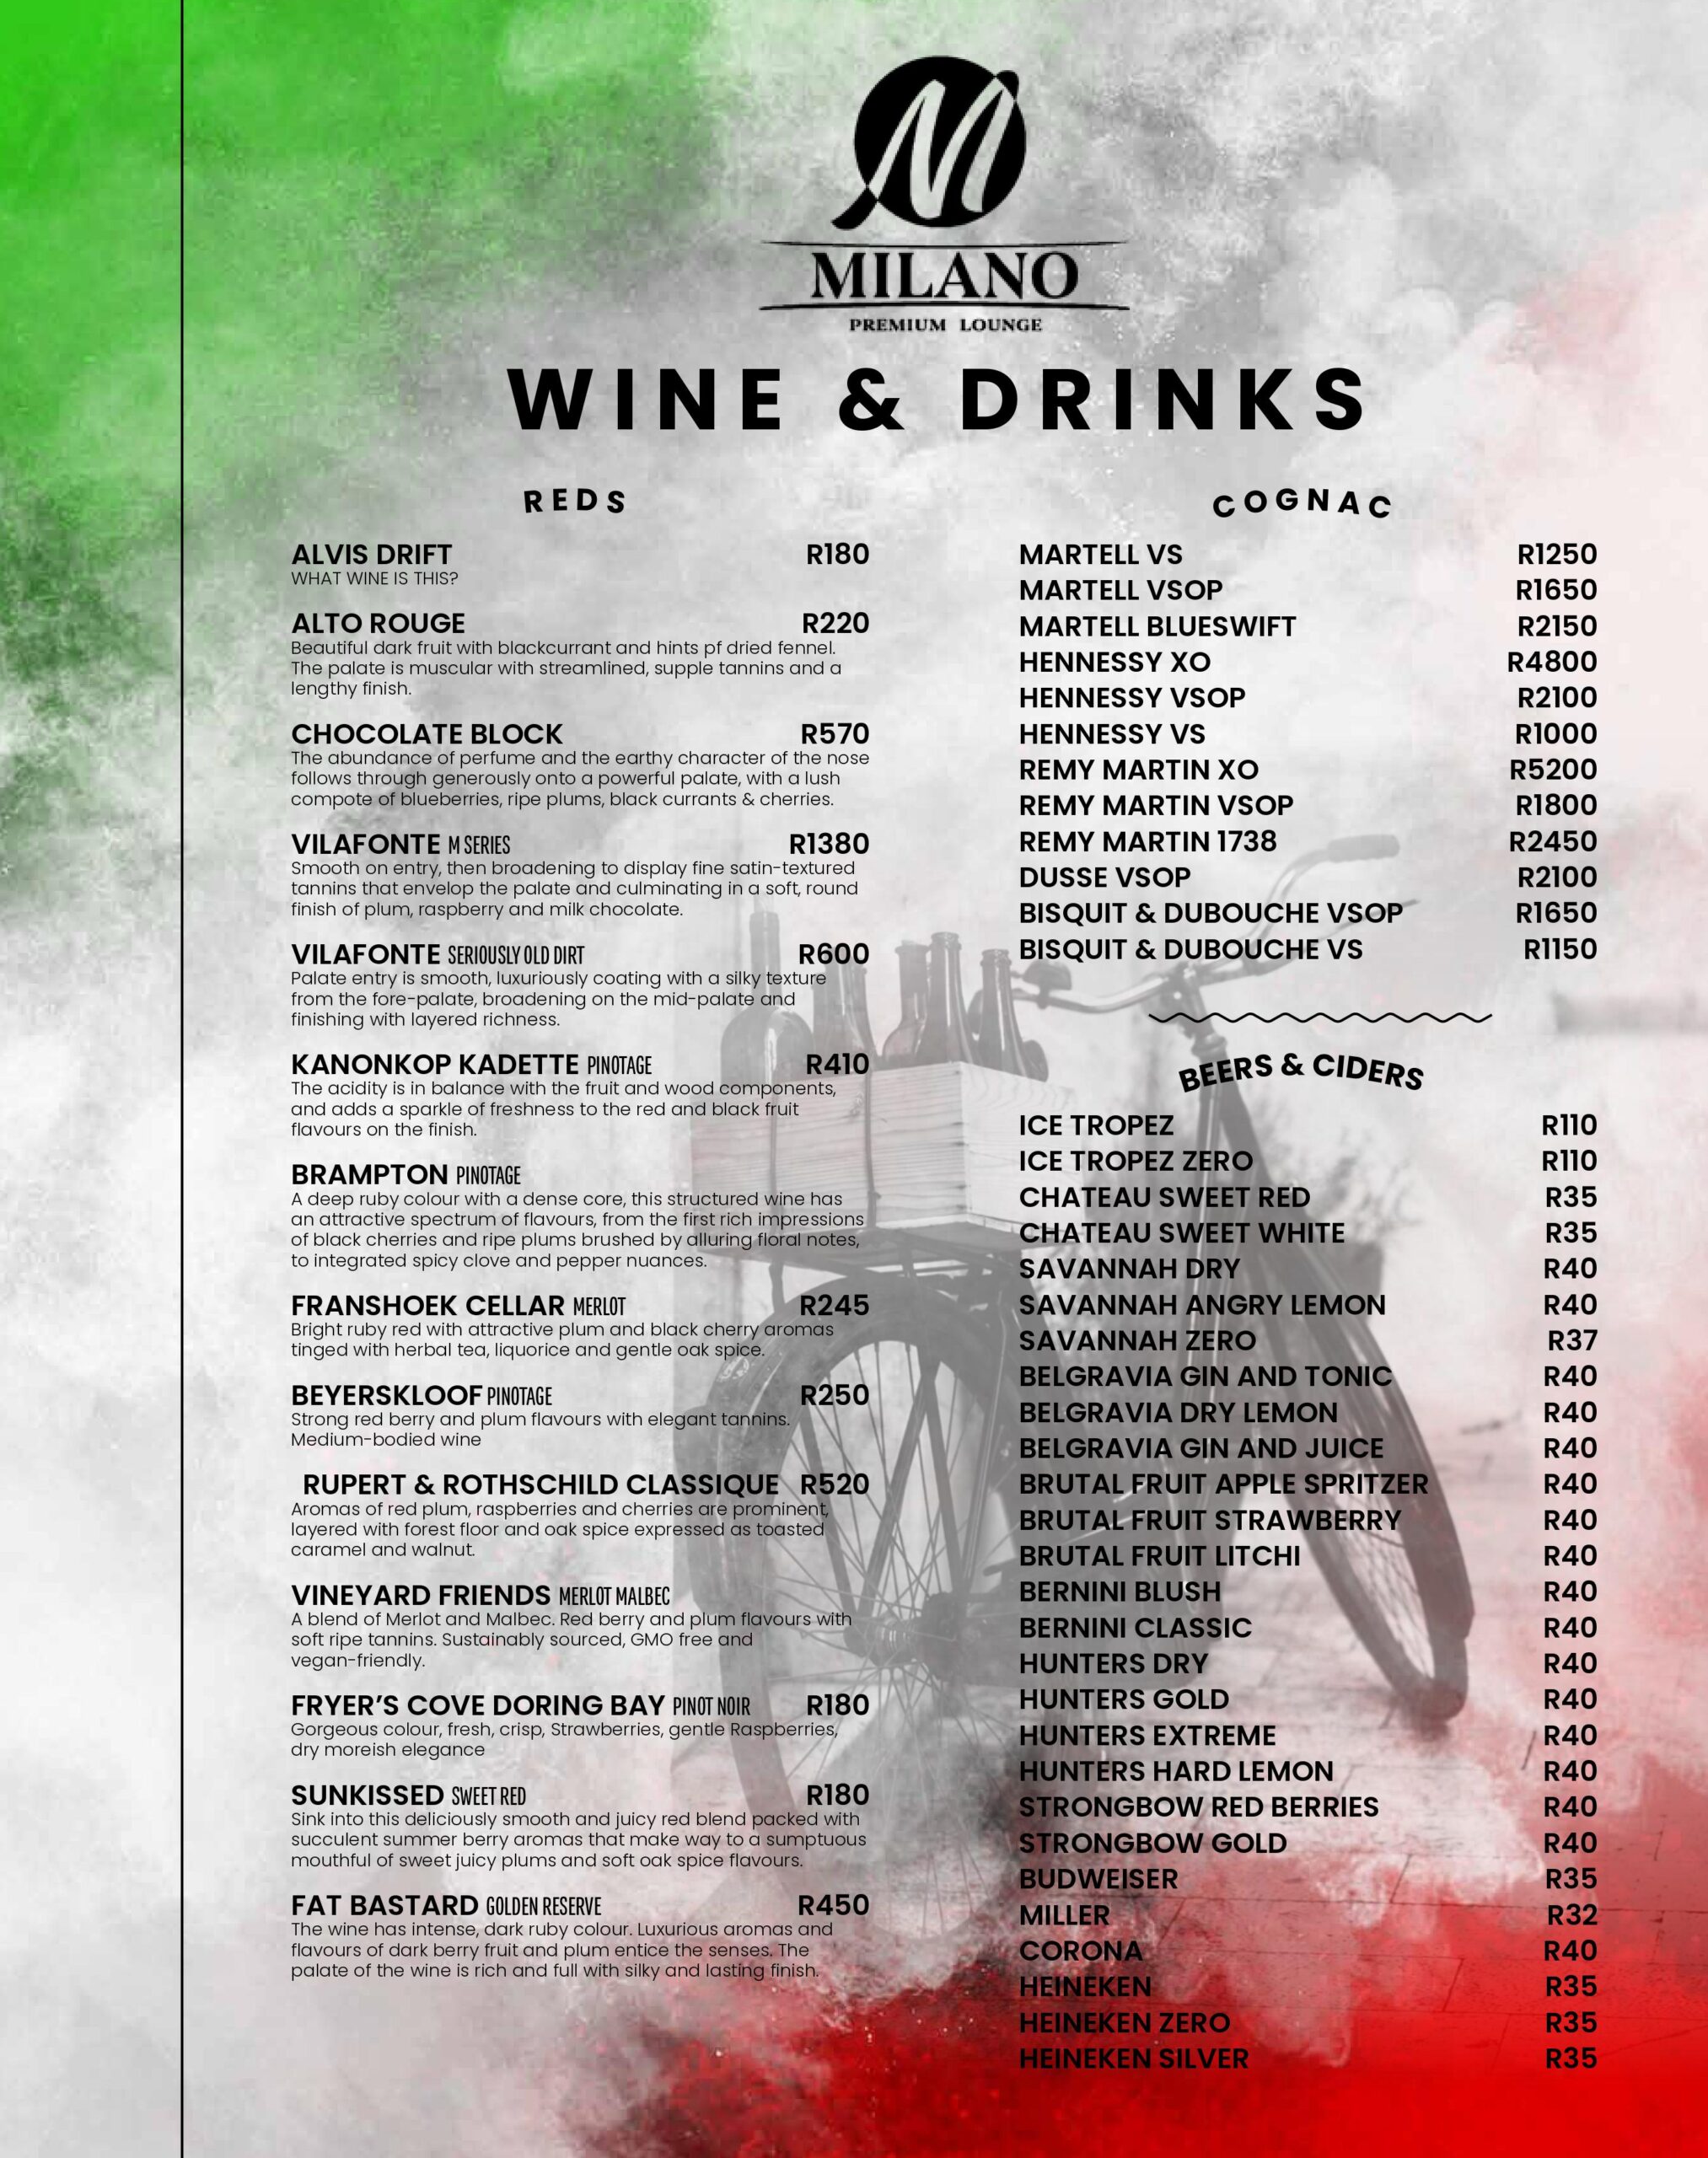 M
MILANO
PREMIUM LOUNGE
WINE & DRINKS
REDS
ALVIS DRIFT R180
WHAT WINE IS THIS?
ALTO ROUGE R220
Beautiful dark fruit with blackcurrant and hints pf dried fennel.
The palate is muscular with streamlined, supple tannins and a
lengthy finish.
CHOCOLATE BLOCK R570
The abundance of perfume and the earthy character of the nose
follows through generously onto a powerful palate, with a lush
compote of blueberries, ripe plums, black currants & cherries.
VILAFONTE M SERIES R1380
Smooth on entry, then broadening to display fine satin-textured
tannins that envelop the palate and culminating in a soft, round
finish of plum, raspberry and milk chocolate.
VILAFONTE SERIOUSLY OLD DIRT R600
Palate entry is smooth, luxuriously coating with a silky texture
from the fore-palate, broadening on the mid-palate and
finishing with layered richness.
KANONKOP KADETTE PINOTAGE R410
The acidity is in balance with the fruit and wood components,
and adds a sparkle of freshness to the red and black fruit
flavours on the finish.
BRAMPTON PINOTAGE
A deep ruby colour with a dense core, this structured wine has
an attractive spectrum of flavours, from the first rich impressions
of black cherries and ripe plums brushed by alluring floral notes,
to integrated spicy clove and pepper nuances.
FRANSHOEK CELLAR MERLOT R245
Bright ruby red with attractive plum and black cherry aromas
tinged with herbal tea, liquorice and gentle oak spice.
BEYERSKLOOF PINOTAGE R250
Strong red berry and plum flavours with elegant tannins.
Medium-bodied wine
RUPERT & ROTHSCHILD CLASSIQUE R520
Aromas of red plum, raspberries and cherries are prominent,
layered with forest floor and oak spice expressed as toasted
caramel and walnut.
VINEYARD FRIENDS MERLOT MALBEC
A blend of Merlot and Malbec. Red berry and plum flavours with
soft ripe tannins. Sustainably sourced, GMO free and
vegan-friendly.
FRYER’S COVE DORING BAY PINOT NOIR R180
Gorgeous colour, fresh, crisp, Strawberries, gentle Raspberries,
dry moreish elegance
SUNKISSED SWEET RED R180
Sink into this deliciously smooth and juicy red blend packed with
succulent summer berry aromas that make way to a sumptuous
mouthful of sweet juicy plums and soft oak spice flavours.
FAT BASTARD GOLDEN RESERVE R450
The wine has intense, dark ruby colour. Luxurious aromas and
flavours of dark berry fruit and plum entice the senses. The
palate of the wine is rich and full with silky and lasting finish.
COGNAC
MARTELL VS R1250
MARTELL VSOP R1650
MARTELL BLUESWIFT R2150
HENNESSY XO R4800
HENNESSY VSOP R2100
HENNESSY VS R1000
REMY MARTIN XO R5200
REMY MARTIN VSOP R1800
REMY MARTIN 1738 R2450
DUSSE VSOP R2100
BISQUIT & DUBOUCHE VSOP R1650
BISQUIT & DUBOUCHE VS R1150
BEERS & CIDERS
ICE TROPEZ R110
ICE TROPEZ ZERO R110
CHATEAU SWEET RED R35
CHATEAU SWEET WHITE R35
SAVANNAH DRY R40
SAVANNAH ANGRY LEMON R40
SAVANNAH ZERO R37
BELGRAVIA GIN AND TONIC R40
BELGRAVIA DRY LEMON R40
BELGRAVIA GIN AND JUICE R40
BRUTAL FRUIT APPLE SPRITZER R40
BRUTAL FRUIT STRAWBERRY R40
BRUTAL FRUIT LITCHI R40
BERNINI BLUSH R40
BERNINI CLASSIC R40
HUNTERS DRY R40
HUNTERS GOLD R40
HUNTERS EXTREME R40
HUNTERS HARD LEMON R40
STRONGBOW RED BERRIES R40
STRONGBOW GOLD R40
BUDWEISER R35
MILLER R32
CORONA R40
HEINEKEN R35
HEINEKEN ZERO R35
HEINEKEN SILVER R35